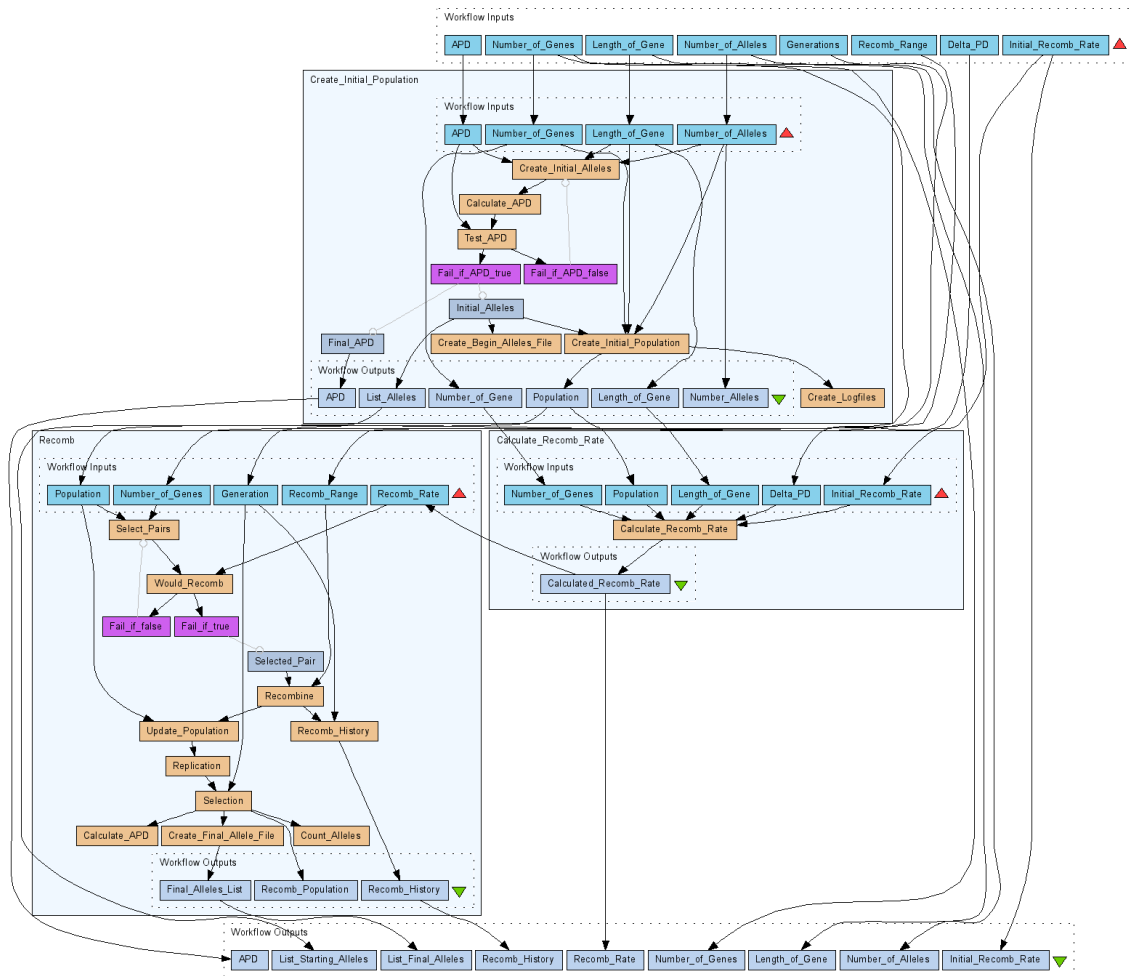 Workflow Inputs
APD Number_of_Genes Length_of_Gene Number_of_Alleles Generations Recomb_Range Delta_PD Initial_Recomb_Rate
Create_Initial_Population
Workflow Inputs
APD Number_of_Genes Length_of_Gene Number_of_Alleles
Create_Initial_Alleles
Calculate_APD
Test_APD
Fail_if_APD_true Fail_if_APD_false
Initial_Alleles
Final_APD Create_Begin_Alleles_File Create_Initial_Population
Workflow Outputs
APD List_Alleles Number_of_Gene Population Length_of_Gene Number_Alleles Create_Logfiles
Recomb
Workflow Inputs
Population Number_of_Genes Generation Recomb_Range Recomb_Rate
Select_Pairs
Would_Recomb
Fail_if_false Fail_if_true
Selected_Pair
Recombine
Update_Population Recomb_History
Replication
Selection
Calculate_APD Create_Final_Allele_File Count_Alleles
Workflow Outputs
Final_Alleles_List Recomb_Population Recomb_History
Calculate_Recomb_Rate
Workflow Inputs
Number_of_Genes Population Length_of_Gene Delta_PD Initial_Recomb_Rate
Calculate_Recomb_Rate
Workflow Outputs
Calculated_Recomb_Rate
Workflow Outputs
APD List_Starting_Alleles List_Final_Alleles Recomb_History Recomb_Rate Number_of_Genes Length_of_Gene Number_of_Alleles Initial_Recomb_Rate